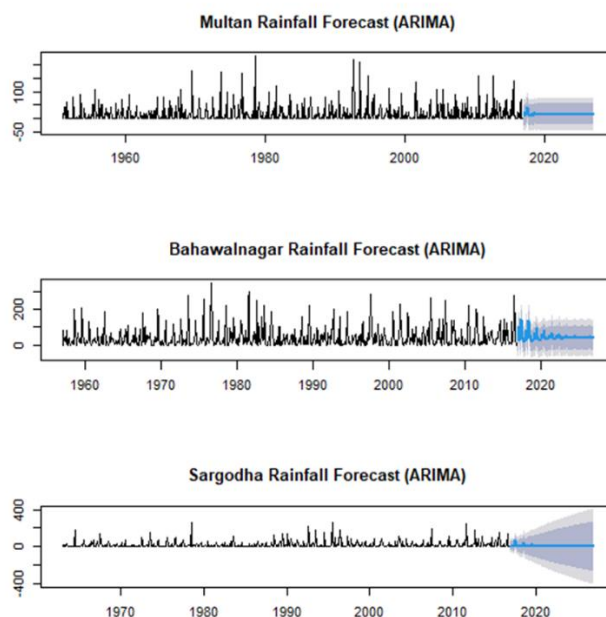 Multan Rainfall Forecast (ARIMA)
100
-50
1960 1980 2000 2020
Bahawalnagar Rainfall Forecast (ARIMA)
200
0
1960 1970 1980 1990 2000 2010 2020
Sargodha Rainfall Forecast (ARIMA)
400
0
-400
1970 1980 1990 2000 2010 2020